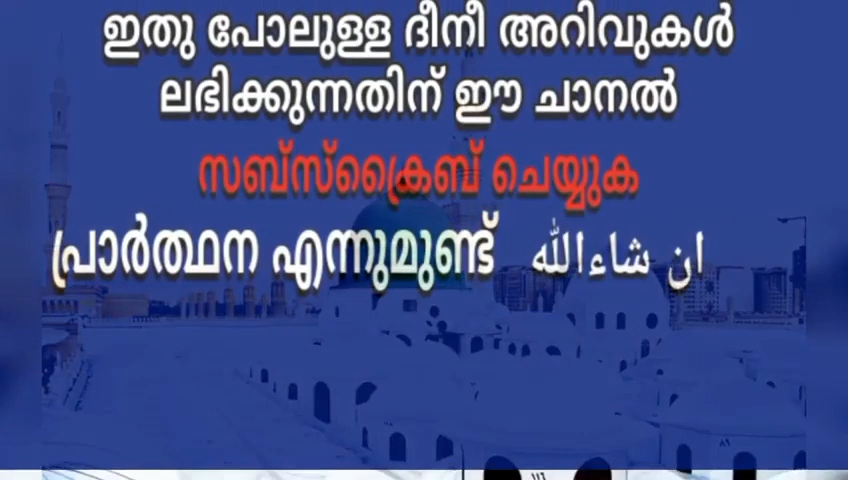 ഇതു പോലുള്ള ദീനീ അറിവുകൾ
ലഭിക്കുന്നതിന് ഈ ചാനൽ
സബ്സ്ക്രൈബ് ചെയ്യുക
പ്രാർത്ഥന എന്നുമുണ്ട് ان شاءالله